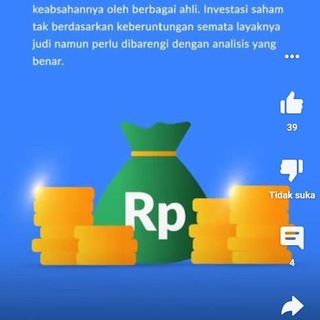 keabsahannya oleh berbagai ahli. Investasi saham
tak berdasarkan keberuntungan semata layaknya
judi namun perlu dibarengi dengan analisis yang
benar.
39
Rp
Tidak suka
4